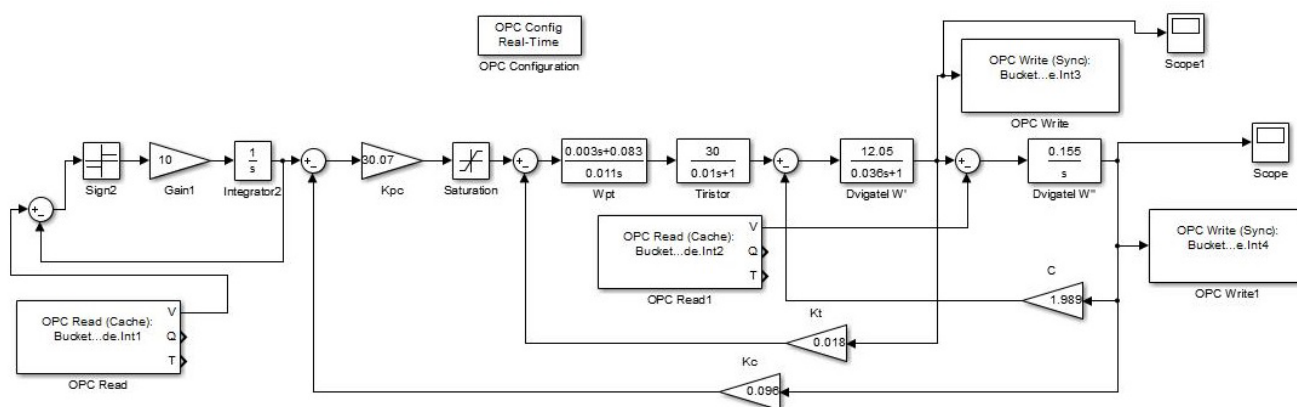 OPC Config
Real-Time
OPC Configuration
OPC Write (Sync):
Bucket...e.Int3
OPC Write
Scope1
Sign2
10
Gain1
1
s
Integrator2
30.07
Kpc
Saturation
0.003s+0.083
0.011s
Wpt
30
0.01s+1
Tiristor
12.05
0.036s+1
Dvigatel W'
0.155
s
Dvigatel W"
Scope
OPC Read (Cache):
Bucket...de.Int2
V
Q
T
OPC Read1
OPC Write (Sync):
Bucket...e.Int4
OPC Write1
C
1.989
Kt
0.018
Kc
0.096
OPC Read (Cache):
Bucket...de.Int1
V
Q
T
OPC Read